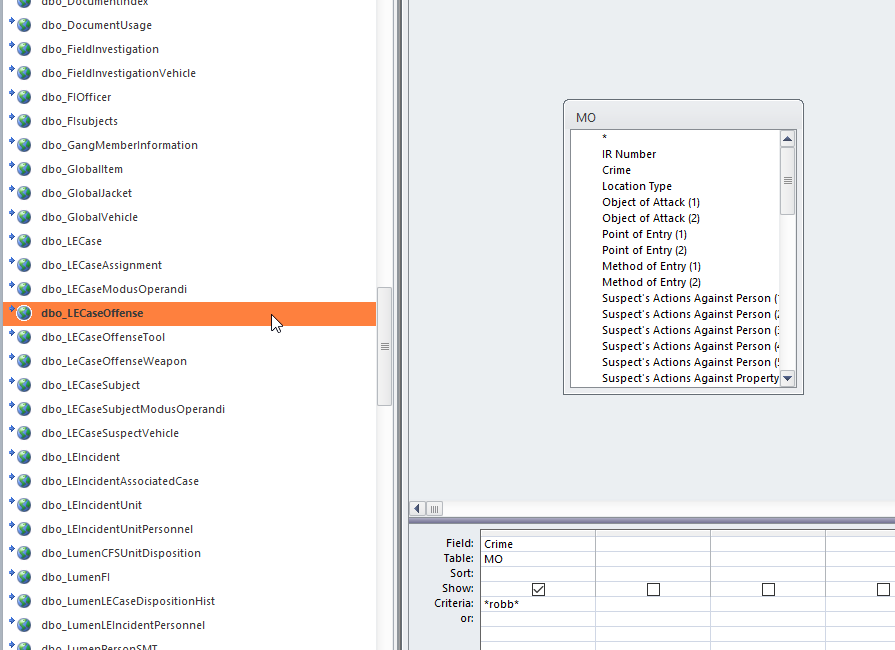 dbo_DocumentIndex
dbo_DocumentUsage
dbo_FieldInvestigation
dbo_FieldInvestigationVehicle
dbo_FIOfficer
dbo_FIsubjects
dbo_GangMemberInformation
dbo_GlobalItem
dbo_GlobalJacket
dbo_GlobalVehicle
dbo_LECase
dbo_LECaseAssignment
dbo_LECaseModusOperandi
dbo_LECaseOffense
dbo_LECaseOffenseTool
dbo_LeCaseOffenseWeapon
dbo_LECaseSubject
dbo_LECaseSubjectModusOperandi
dbo_LECaseSuspectVehicle
dbo_LEIncident
dbo_LEIncidentAssociatedCase
dbo_LEIncidentUnit
dbo_LEIncidentUnitPersonnel
dbo_LumenCFSUnitDisposition
dbo_LumenFI
dbo_LumenLECaseDispositionHist
dbo_LumenLEIncidentPersonnel
dbo_LumenPersonSMT
MO
*
IR Number
Crime
Location Type
Object of Attack (1)
Object of Attack (2)
Point of Entry (1)
Point of Entry (2)
Method of Entry (1)
Method of Entry (2)
Suspect's Actions Against Person (1
Suspect's Actions Against Person (2
Suspect's Actions Against Person (3
Suspect's Actions Against Person (4
Suspect's Actions Against Person (5
Suspect's Actions Against Property
Field: Crime
Table: MO
Sort:
Show:
Criteria: *robb*
or: